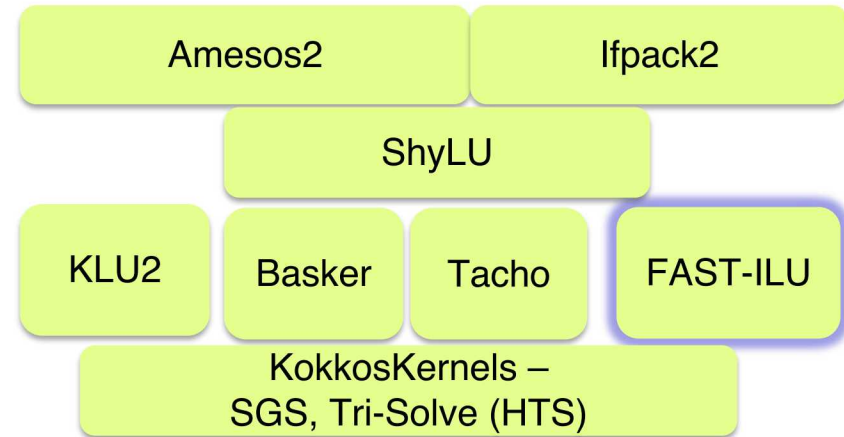 Amesos2
Ifpack2
ShyLU
KLU2
Basker
Tacho
FAST-ILU
KokkosKernels –
SGS, Tri-Solve (HTS)